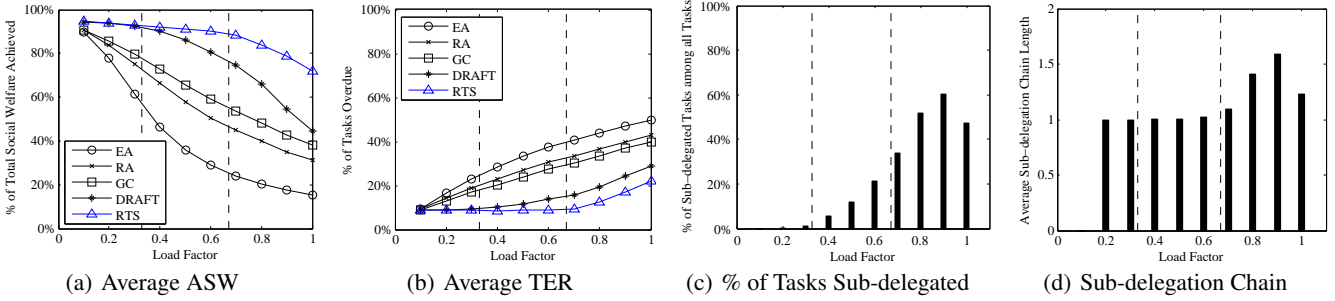 % of Total Social Welfare Achieved
100%
80%
60%
40%
20%
0%
EA
RA
GC
DRAFT
RTS
0
0.2
0.4
0.6
0.8
1
Load Factor
(a) Average ASW
% of Tasks Overdue
100%
80%
60%
40%
20%
0%
EA
RA
GC
DRAFT
RTS
0
0.2
0.4
0.6
0.8
1
Load Factor
(b) Average TER
% of Sub-delegated Tasks among all Tasks
100%
80%
60%
40%
20%
0%
0
0.2
0.4
0.6
0.8
1
Load Factor
(c) % of Tasks Sub-delegated
Average Sub-delegation Chain Length
2
1.5
1
0.5
0
0
0.2
0.4
0.6
0.8
1
Load Factor
(d) Sub-delegation Chain